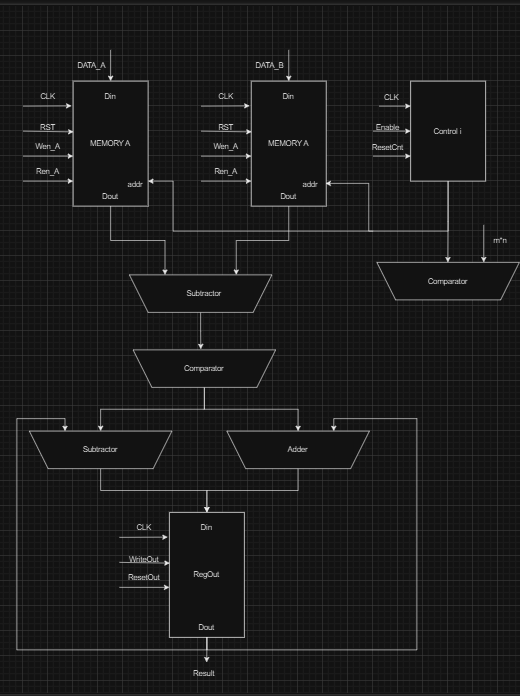 DATA_A
DATA_B
CLK
Din
CLK
Din
CLK
RST
RST
Enable
Control i
Wen_A
MEMORY A
Wen_A
MEMORY A
ResetCnt
Ren_A
addr
Ren_A
addr
Dout
Dout
m*n
Subtractor
Comparator
Comparator
Subtractor
Adder
CLK
Din
WriteOut
RegOut
ResetOut
Dout
Result